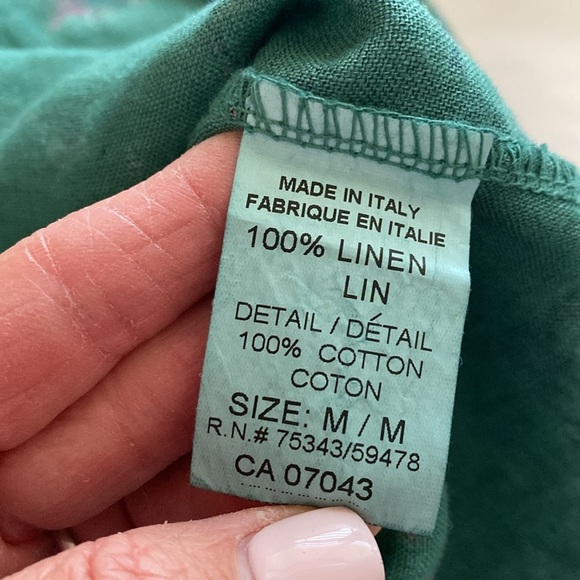 MADE IN ITALY
FABRIQUE EN ITALIE
100% LINEN
LIN
DETAIL / DÉTAIL
100% COTTON
COTON
SIZE: M / M
R.N.# 75343/59478
CA 07043